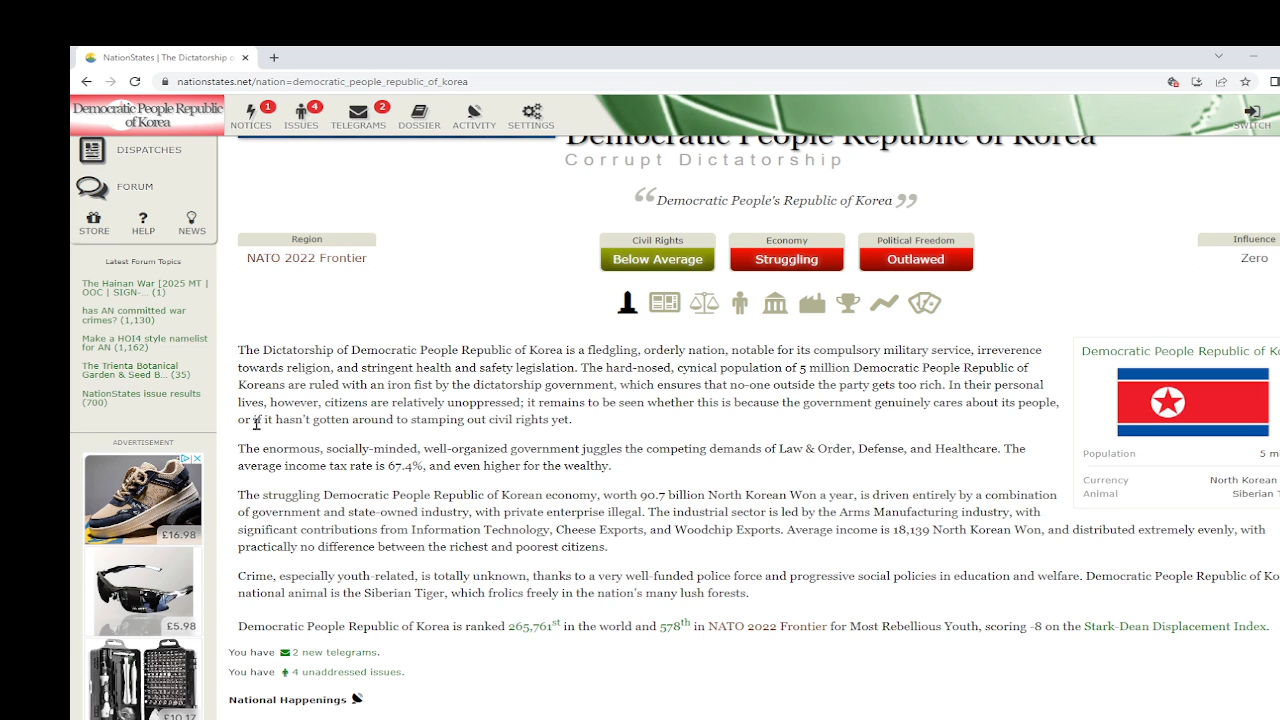 NationStates | The Dictatorship o
nationstates.net/nation=democratic_people_republic_of_korea
Democratic People Republic
of Korea
1
4
2
NOTICES ISSUES TELEGRAMS DOSSIER ACTIVITY SETTINGS
SWITCH
DISPATCHES
FORUM
STORE HELP NEWS
Latest Forum Topics
The Hainan War [2025 MT |
OOC | SIGN-... (1)
has AN committed war
crimes? (1,130)
Make a HOI4 style namelist
for AN (1,162)
The Trienta Botanical
Garden & Seed B... (35)
NationStates issue results
(700)
ADVERTISEMENT
£16.98
£5.98
£10.17
Democratic People Republic of Korea
Corrupt Dictatorship
“ Democratic People's Republic of Korea ”
Region
NATO 2022 Frontier
Civil Rights
Below Average
Economy
Struggling
Political Freedom
Outlawed
Influence
Zero
The Dictatorship of Democratic People Republic of Korea is a fledgling, orderly nation, notable for its compulsory military service, irreverence
towards religion, and stringent health and safety legislation. The hard-nosed, cynical population of 5 million Democratic People Republic of
Koreans are ruled with an iron fist by the dictatorship government, which ensures that no-one outside the party gets too rich. In their personal
lives, however, citizens are relatively unoppressed; it remains to be seen whether this is because the government genuinely cares about its people,
or if it hasn't gotten around to stamping out civil rights yet.
The enormous, socially-minded, well-organized government juggles the competing demands of Law & Order, Defense, and Healthcare. The
average income tax rate is 67.4%, and even higher for the wealthy.
The struggling Democratic People Republic of Korean economy, worth 90.7 billion North Korean Won a year, is driven entirely by a combination
of government and state-owned industry, with private enterprise illegal. The industrial sector is led by the Arms Manufacturing industry, with
significant contributions from Information Technology, Cheese Exports, and Woodchip Exports. Average income is 18,139 North Korean Won, and distributed extremely evenly, with
practically no difference between the richest and poorest citizens.
Crime, especially youth-related, is totally unknown, thanks to a very well-funded police force and progressive social policies in education and welfare. Democratic People Republic of Ko
national animal is the Siberian Tiger, which frolics freely in the nation's many lush forests.
Democratic People Republic of Korea is ranked 265,761st in the world and 578th in NATO 2022 Frontier for Most Rebellious Youth, scoring -8 on the Stark-Dean Displacement Index.
You have 2 new telegrams.
You have 4 unaddressed issues.
National Happenings
Democratic People Republic of Ko
Population 5 m
Currency North Korean
Animal Siberian T